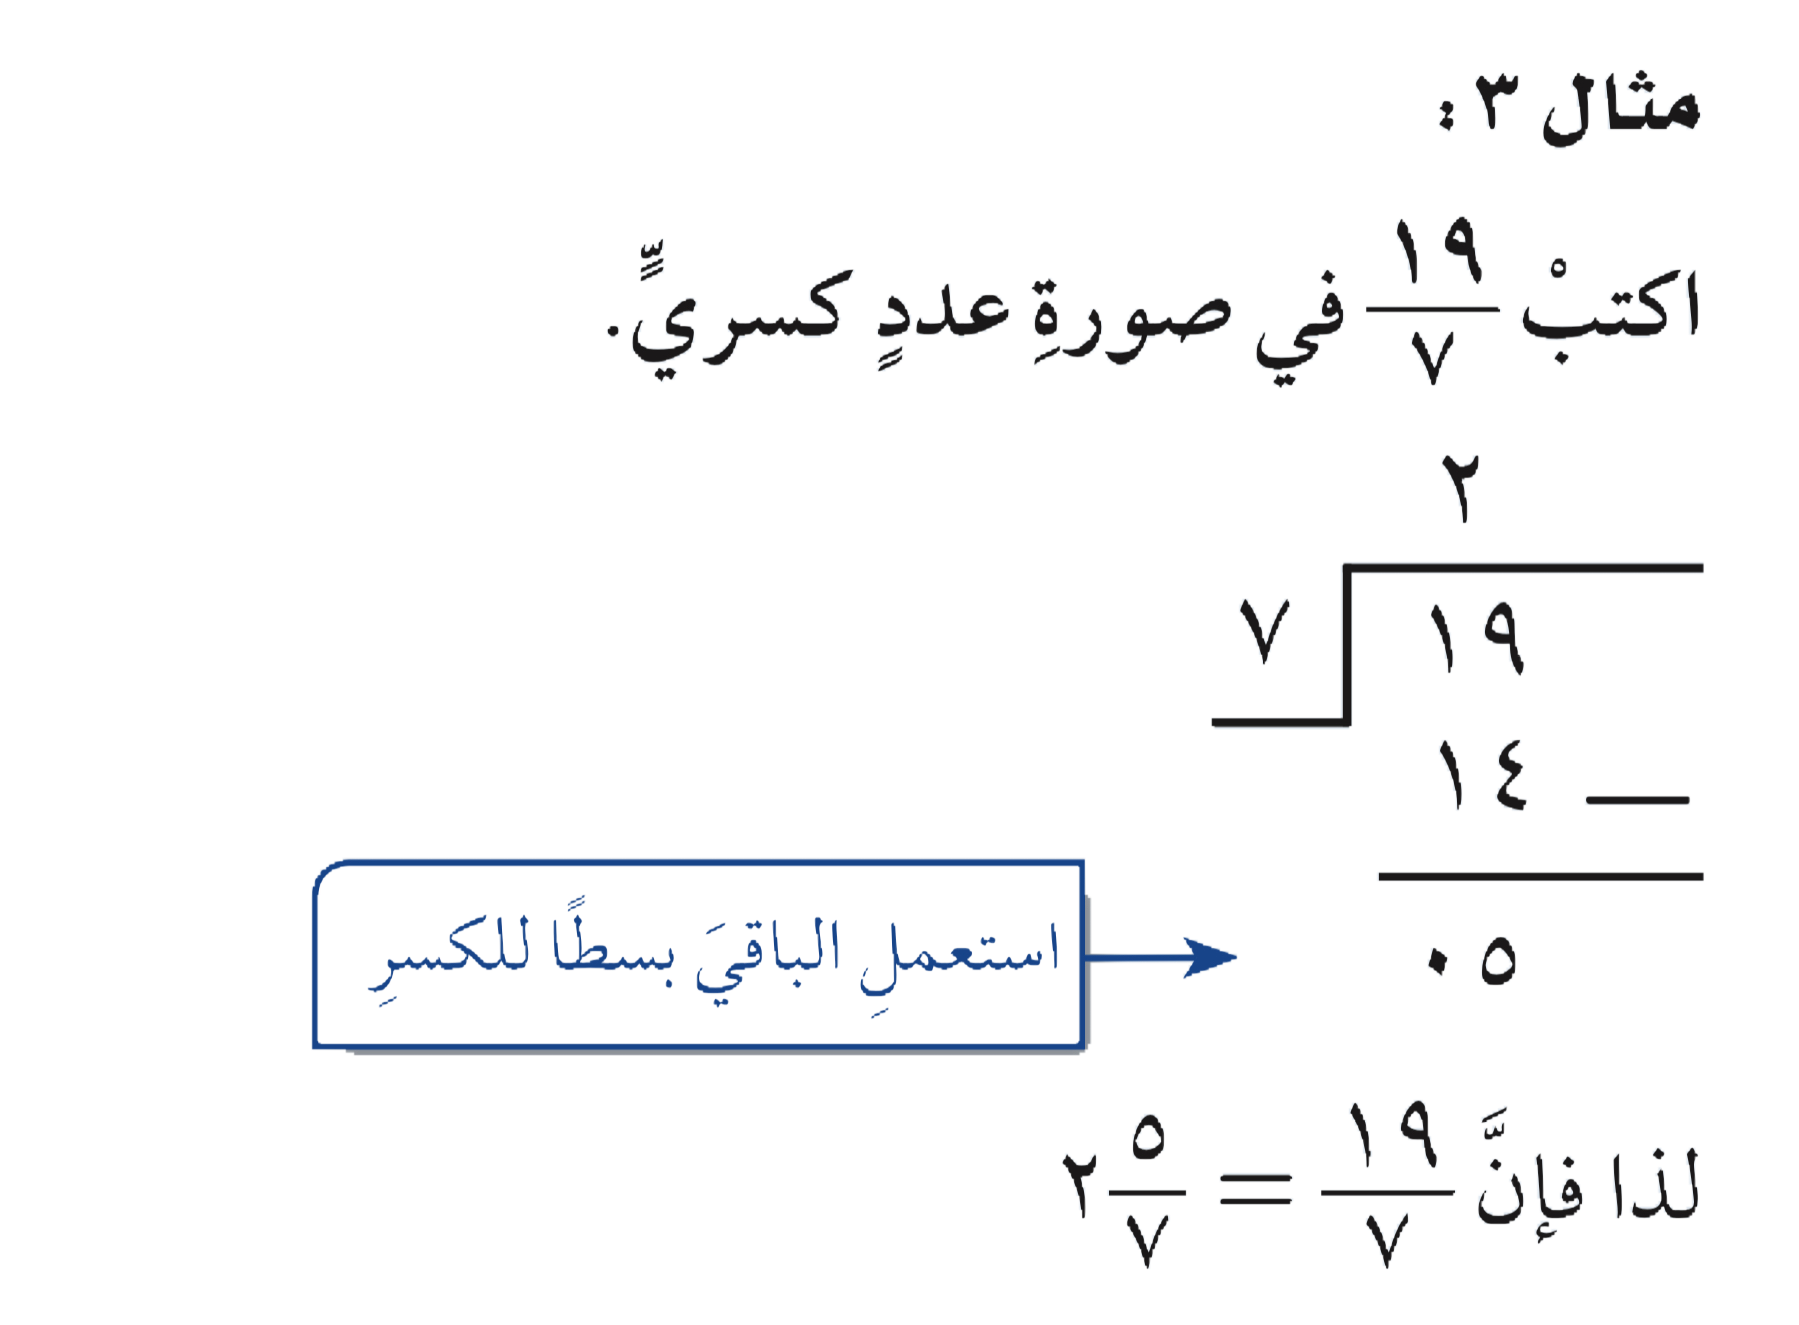 مثال ٣:
اكتبْ ١٩/٧ في صورةِ عددٍ كسريٍّ.
٢
٧ ١٩
١٤ —
٠٥
استعملِ الباقيَ بسطًا للكسرِ
لذا فإنَّ ١٩/٧ = ٢ ٥/٧